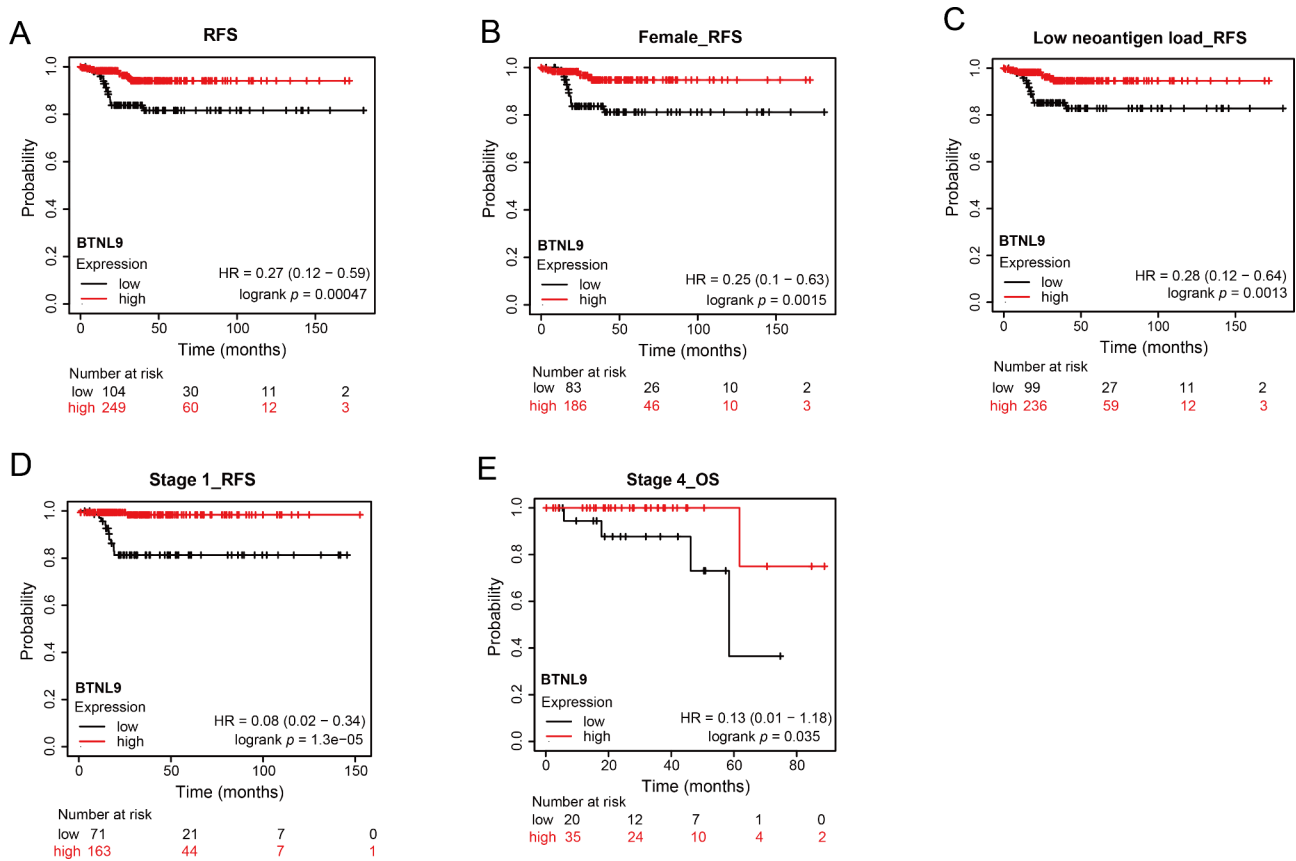 A
RFS
Probability
1.0
0.8
0.6
0.4
0.2
0.0
BTNL9
Expression
low
high
HR = 0.27 (0.12 − 0.59)
logrank p = 0.00047
0 50 100 150
Time (months)
Number at risk
low 104 30 11 2
high 249 60 12 3
B
Female_RFS
Probability
1.0
0.8
0.6
0.4
0.2
0.0
BTNL9
Expression
low
high
HR = 0.25 (0.1 − 0.63)
logrank p = 0.0015
0 50 100 150
Time (months)
Number at risk
low 83 26 10 2
high 186 46 10 3
C
Low neoantigen load_RFS
Probability
1.0
0.8
0.6
0.4
0.2
0.0
BTNL9
Expression
low
high
HR = 0.28 (0.12 − 0.64)
logrank p = 0.0013
0 50 100 150
Time (months)
Number at risk
low 99 27 11 2
high 236 59 12 3
D
Stage 1_RFS
Probability
1.0
0.8
0.6
0.4
0.2
0.0
BTNL9
Expression
low
high
HR = 0.08 (0.02 − 0.34)
logrank p = 1.3e−05
0 50 100 150
Time (months)
Number at risk
low 71 21 7 0
high 163 44 7 1
E
Stage 4_OS
Probability
1.0
0.8
0.6
0.4
0.2
0.0
BTNL9
Expression
low
high
HR = 0.13 (0.01 − 1.18)
logrank p = 0.035
0 20 40 60 80
Time (months)
Number at risk
low 20 12 7 1 0
high 35 24 10 4 2